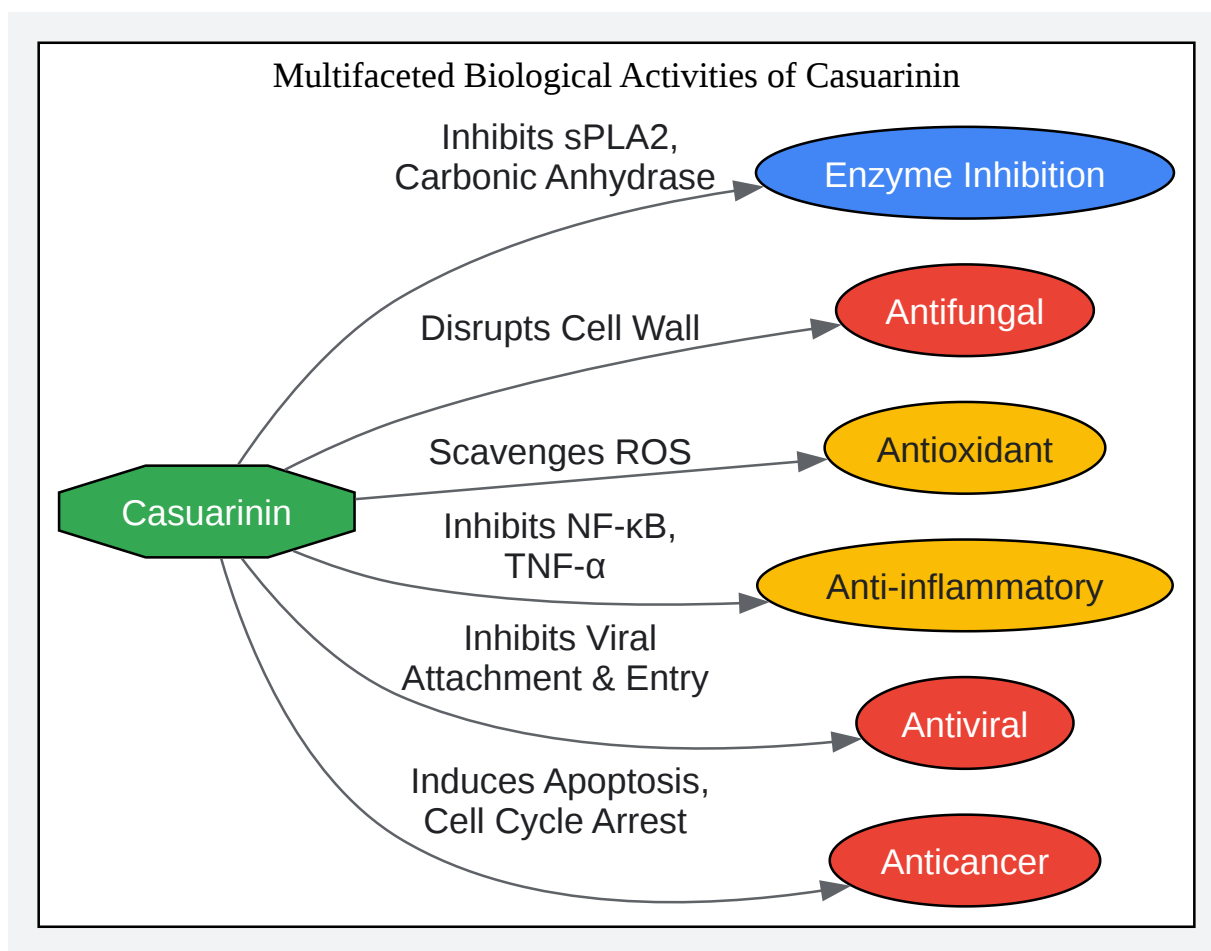 Multifaceted Biological Activities of Casuarinin
Inhibits sPLA2,
Carbonic Anhydrase
Enzyme Inhibition
Disrupts Cell Wall
Antifungal
Scavenges ROS
Antioxidant
Casuarinin
Inhibits NF-κB,
TNF-α
Anti-inflammatory
Inhibits Viral
Attachment & Entry
Antiviral
Induces Apoptosis,
Cell Cycle Arrest
Anticancer